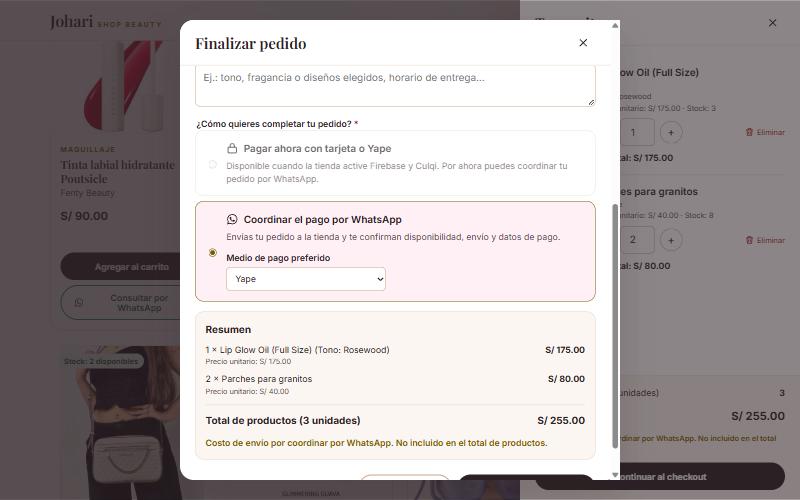 Johari SHOP BEAUTY
MAQUILLAJE
Tinta labial hidratante
Poutsicle
Fenty Beauty
S/ 90.00
Agregar al carrito
Consultar por
WhatsApp
Stock: 2 disponibles
Finalizar pedido
Ej.: tono, fragancia o diseños elegidos, horario de entrega...
¿Cómo quieres completar tu pedido? *
Pagar ahora con tarjeta o Yape
Disponible cuando la tienda active Firebase y Culqi. Por ahora puedes coordinar tu
pedido por WhatsApp.
Coordinar el pago por WhatsApp
Envías tu pedido a la tienda y te confirman disponibilidad, envío y datos de pago.
Medio de pago preferido
Yape
Resumen
1 × Lip Glow Oil (Full Size) (Tono: Rosewood) S/ 175.00
Precio unitario: S/ 175.00
2 × Parches para granitos S/ 80.00
Precio unitario: S/ 40.00
Total de productos (3 unidades) S/ 255.00
Costo de envío por coordinar por WhatsApp. No incluido en el total de productos.
ow Oil (Full Size)
osewood
unitario: S/ 175.00 · Stock: 3
1 + Eliminar
tal: S/ 175.00
es para granitos
unitario: S/ 40.00 · Stock: 8
2 + Eliminar
tal: S/ 80.00
unidades) 3
S/ 255.00
rdinar por WhatsApp. No incluido en el total
ontinuar al checkout